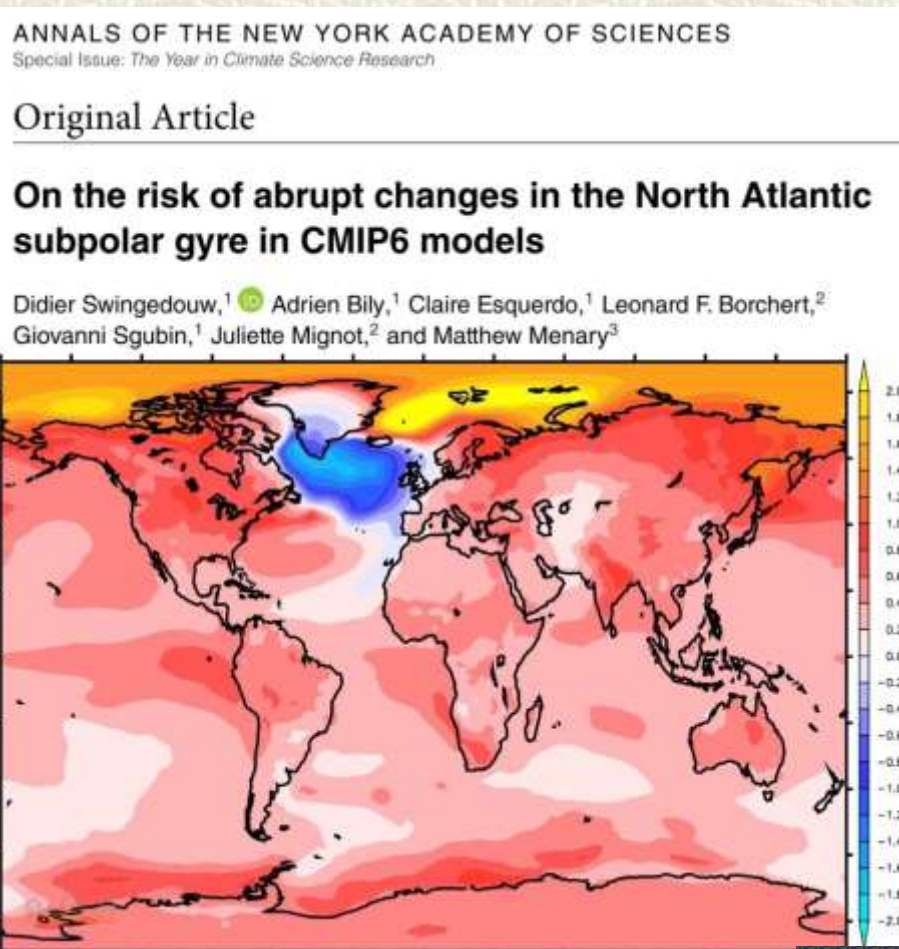 ANNALS OF THE NEW YORK ACADEMY OF SCIENCES
Special Issue: The Year in Climate Science Research
Original Article
On the risk of abrupt changes in the North Atlantic
subpolar gyre in CMIP6 models
Didier Swingedouw,¹ iD Adrien Bily,¹ Claire Esquerdo,¹ Leonard F. Borchert,²
Giovanni Sgubin,¹ Juliette Mignot,² and Matthew Menary³